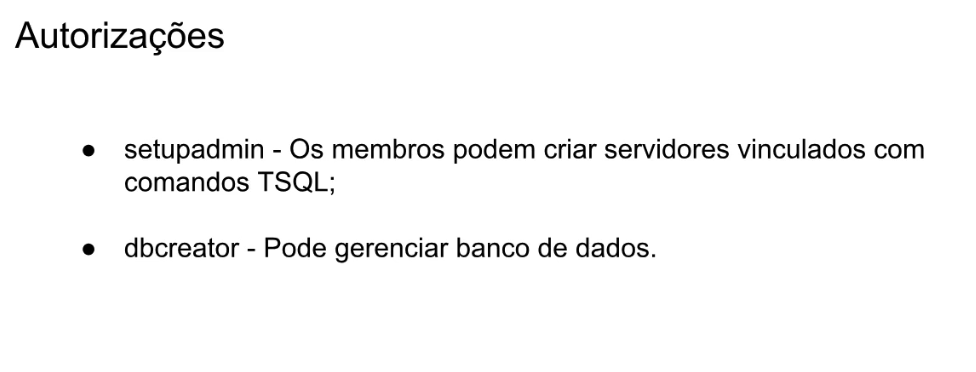 Autorizações
● setupadmin - Os membros podem criar servidores vinculados com
comandos TSQL;
● dbcreator - Pode gerenciar banco de dados.